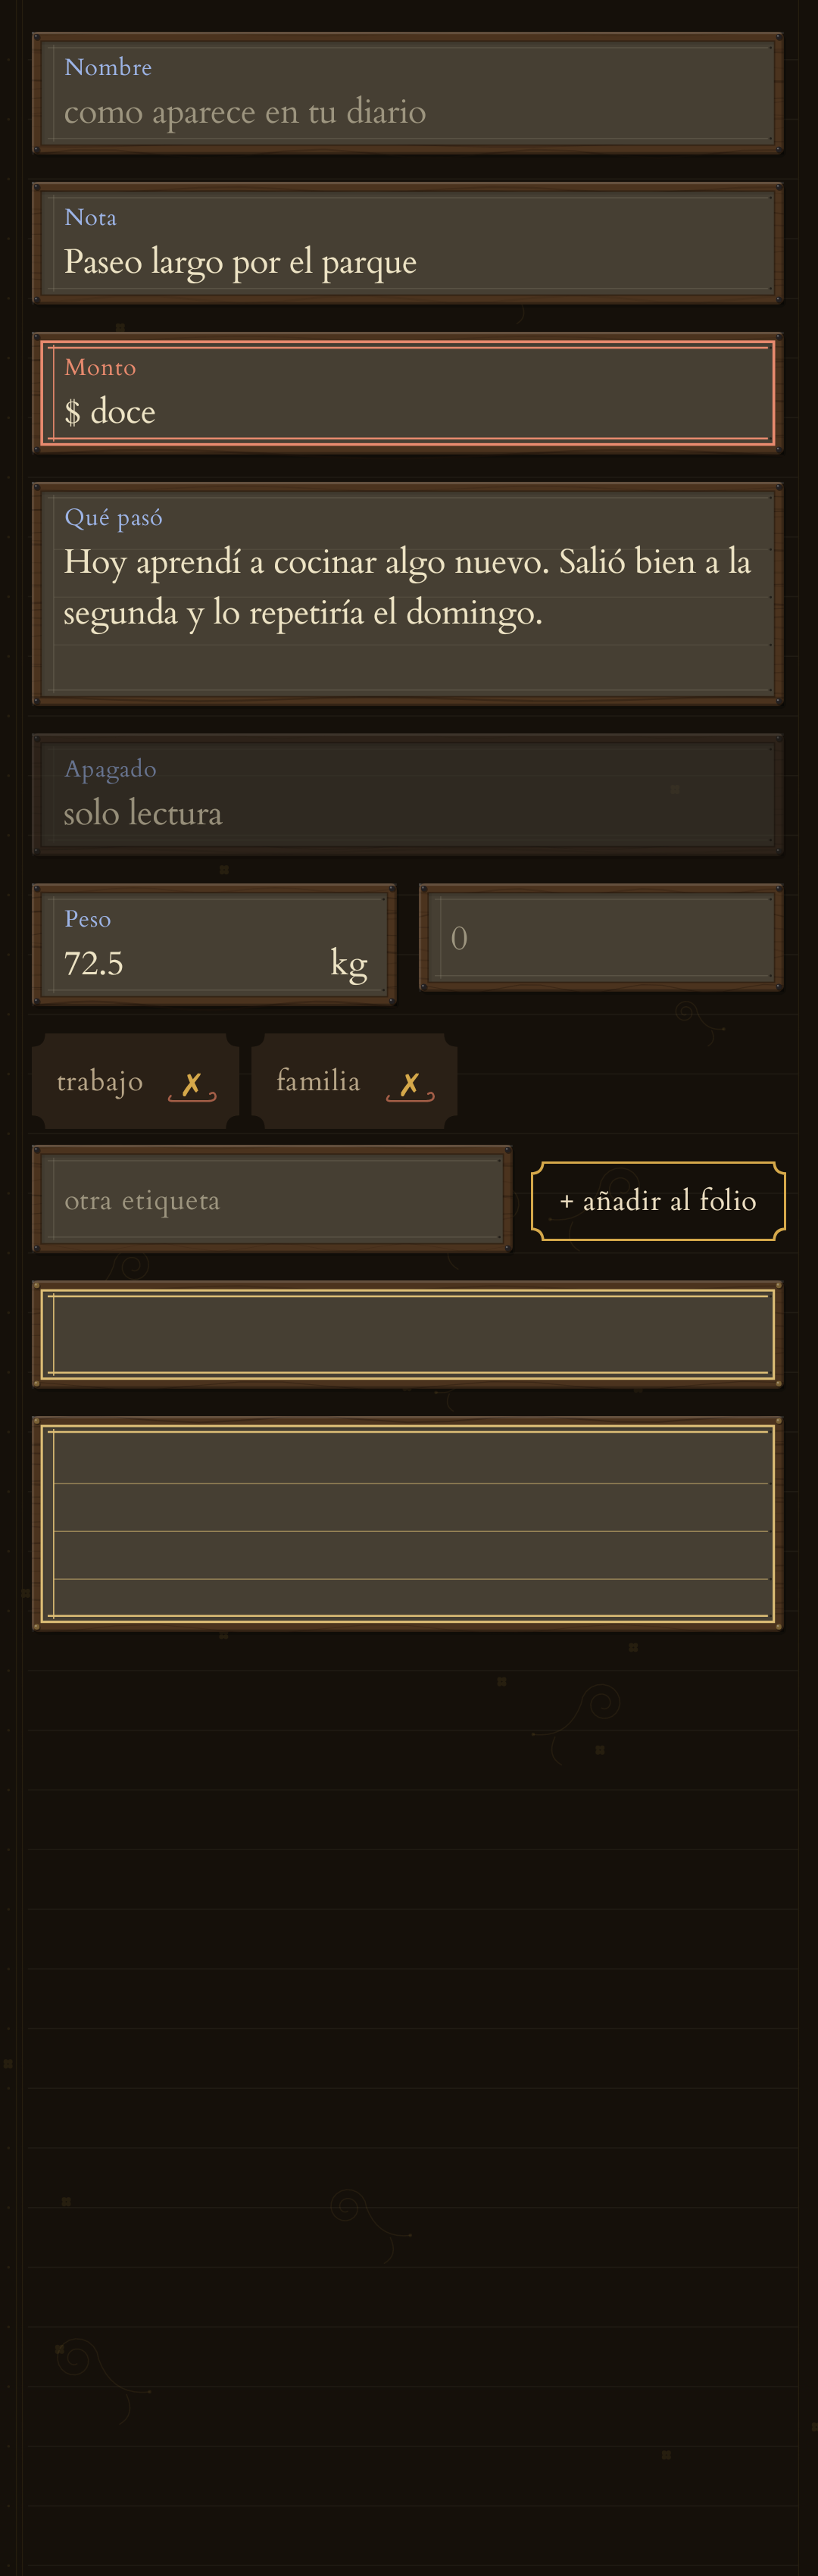 Nombre
como aparece en tu diario
Nota
Paseo largo por el parque
Monto
$ doce
Qué pasó
Hoy aprendí a cocinar algo nuevo. Salió bien a la
segunda y lo repetiría el domingo.
Apagado
solo lectura
Peso
72.5 kg
0
trabajo ✗ familia ✗
otra etiqueta
+ añadir al folio